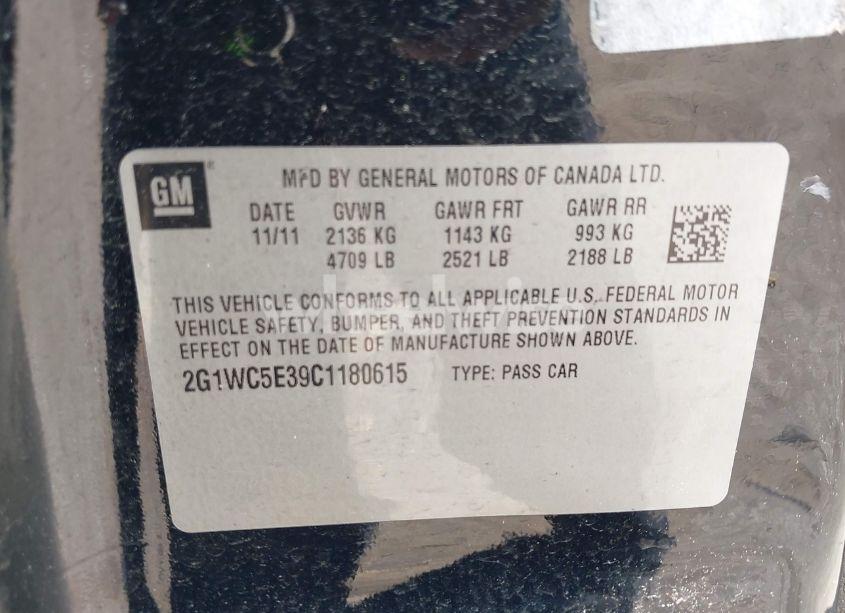 GM ®
MFD BY GENERAL MOTORS OF CANADA LTD.
DATE GVWR GAWR FRT GAWR RR
11/11 2136 KG 1143 KG 993 KG
4709 LB 2521 LB 2188 LB
THIS VEHICLE CONFORMS TO ALL APPLICABLE U.S. FEDERAL MOTOR
VEHICLE SAFETY, BUMPER, AND THEFT PREVENTION STANDARDS IN
EFFECT ON THE DATE OF MANUFACTURE SHOWN ABOVE.
2G1WC5E39C1180615 TYPE: PASS CAR